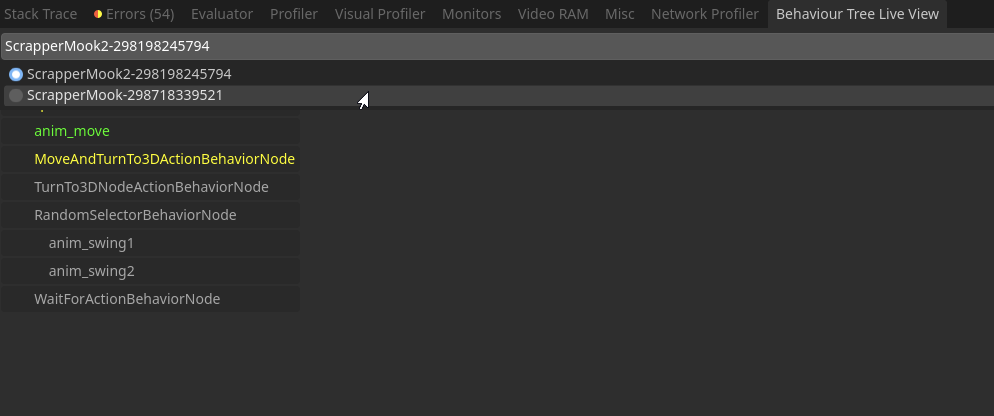 Stack Trace Errors (54) Evaluator Profiler Visual Profiler Monitors Video RAM Misc Network Profiler Behaviour Tree Live View
ScrapperMook2-298198245794
ScrapperMook2-298198245794
ScrapperMook-298718339521
anim_move
MoveAndTurnTo3DActionBehaviorNode
TurnTo3DNodeActionBehaviorNode
RandomSelectorBehaviorNode
anim_swing1
anim_swing2
WaitForActionBehaviorNode